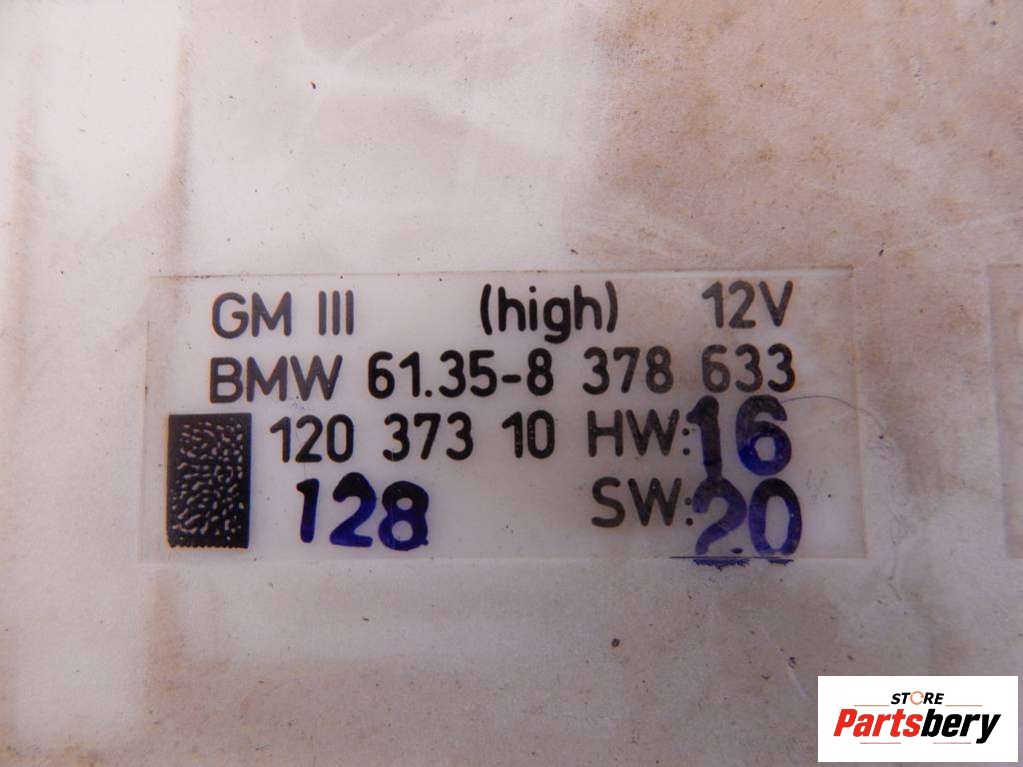 GM III (high) 12V
BMW 61.35-8 378 633
120 373 10 HW:16
128 SW:20
STORE
Partsbery